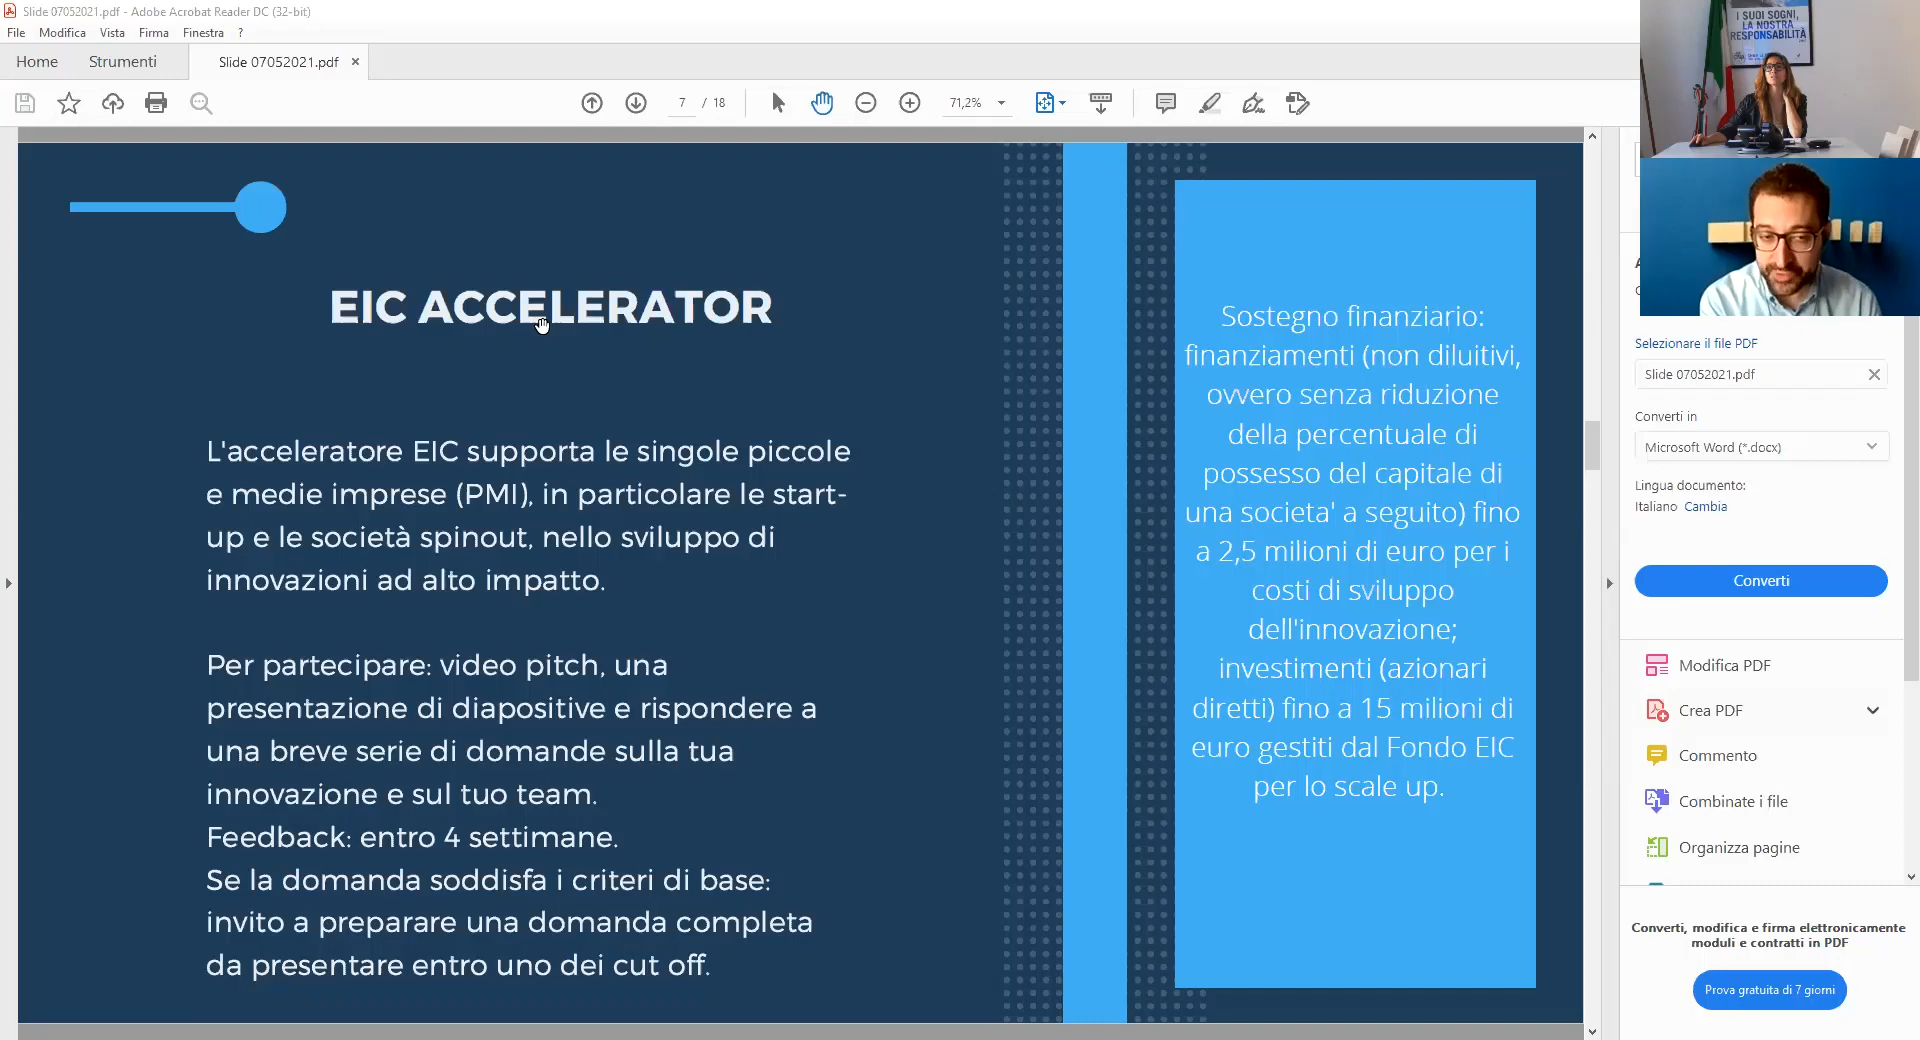 Slide 07052021.pdf - Adobe Acrobat Reader DC (32-bit)
File Modifica Vista Firma Finestra ?
Home Strumenti Slide 07052021.pdf ×
7 / 18 71,2%
EIC ACCELERATOR
L'acceleratore EIC supporta le singole piccole
e medie imprese (PMI), in particolare le start-
up e le società spinout, nello sviluppo di
innovazioni ad alto impatto.
Per partecipare: video pitch, una
presentazione di diapositive e rispondere a
una breve serie di domande sulla tua
innovazione e sul tuo team.
Feedback: entro 4 settimane.
Se la domanda soddisfa i criteri di base:
invito a preparare una domanda completa
da presentare entro uno dei cut off.
Sostegno finanziario:
finanziamenti (non diluitivi,
ovvero senza riduzione
della percentuale di
possesso del capitale di
una societa' a seguito) fino
a 2,5 milioni di euro per i
costi di sviluppo
dell'innovazione;
investimenti (azionari
diretti) fino a 15 milioni di
euro gestiti dal Fondo EIC
per lo scale up.
I SUOI SOGNI,
LA NOSTRA
RESPONSABILITÀ
Selezionare il file PDF
Slide 07052021.pdf
Converti in
Microsoft Word (*.docx)
Lingua documento:
Italiano Cambia
Converti
Modifica PDF
Crea PDF
Commento
Combinate i file
Organizza pagine
Converti, modifica e firma elettronicamente
moduli e contratti in PDF
Prova gratuita di 7 giorni